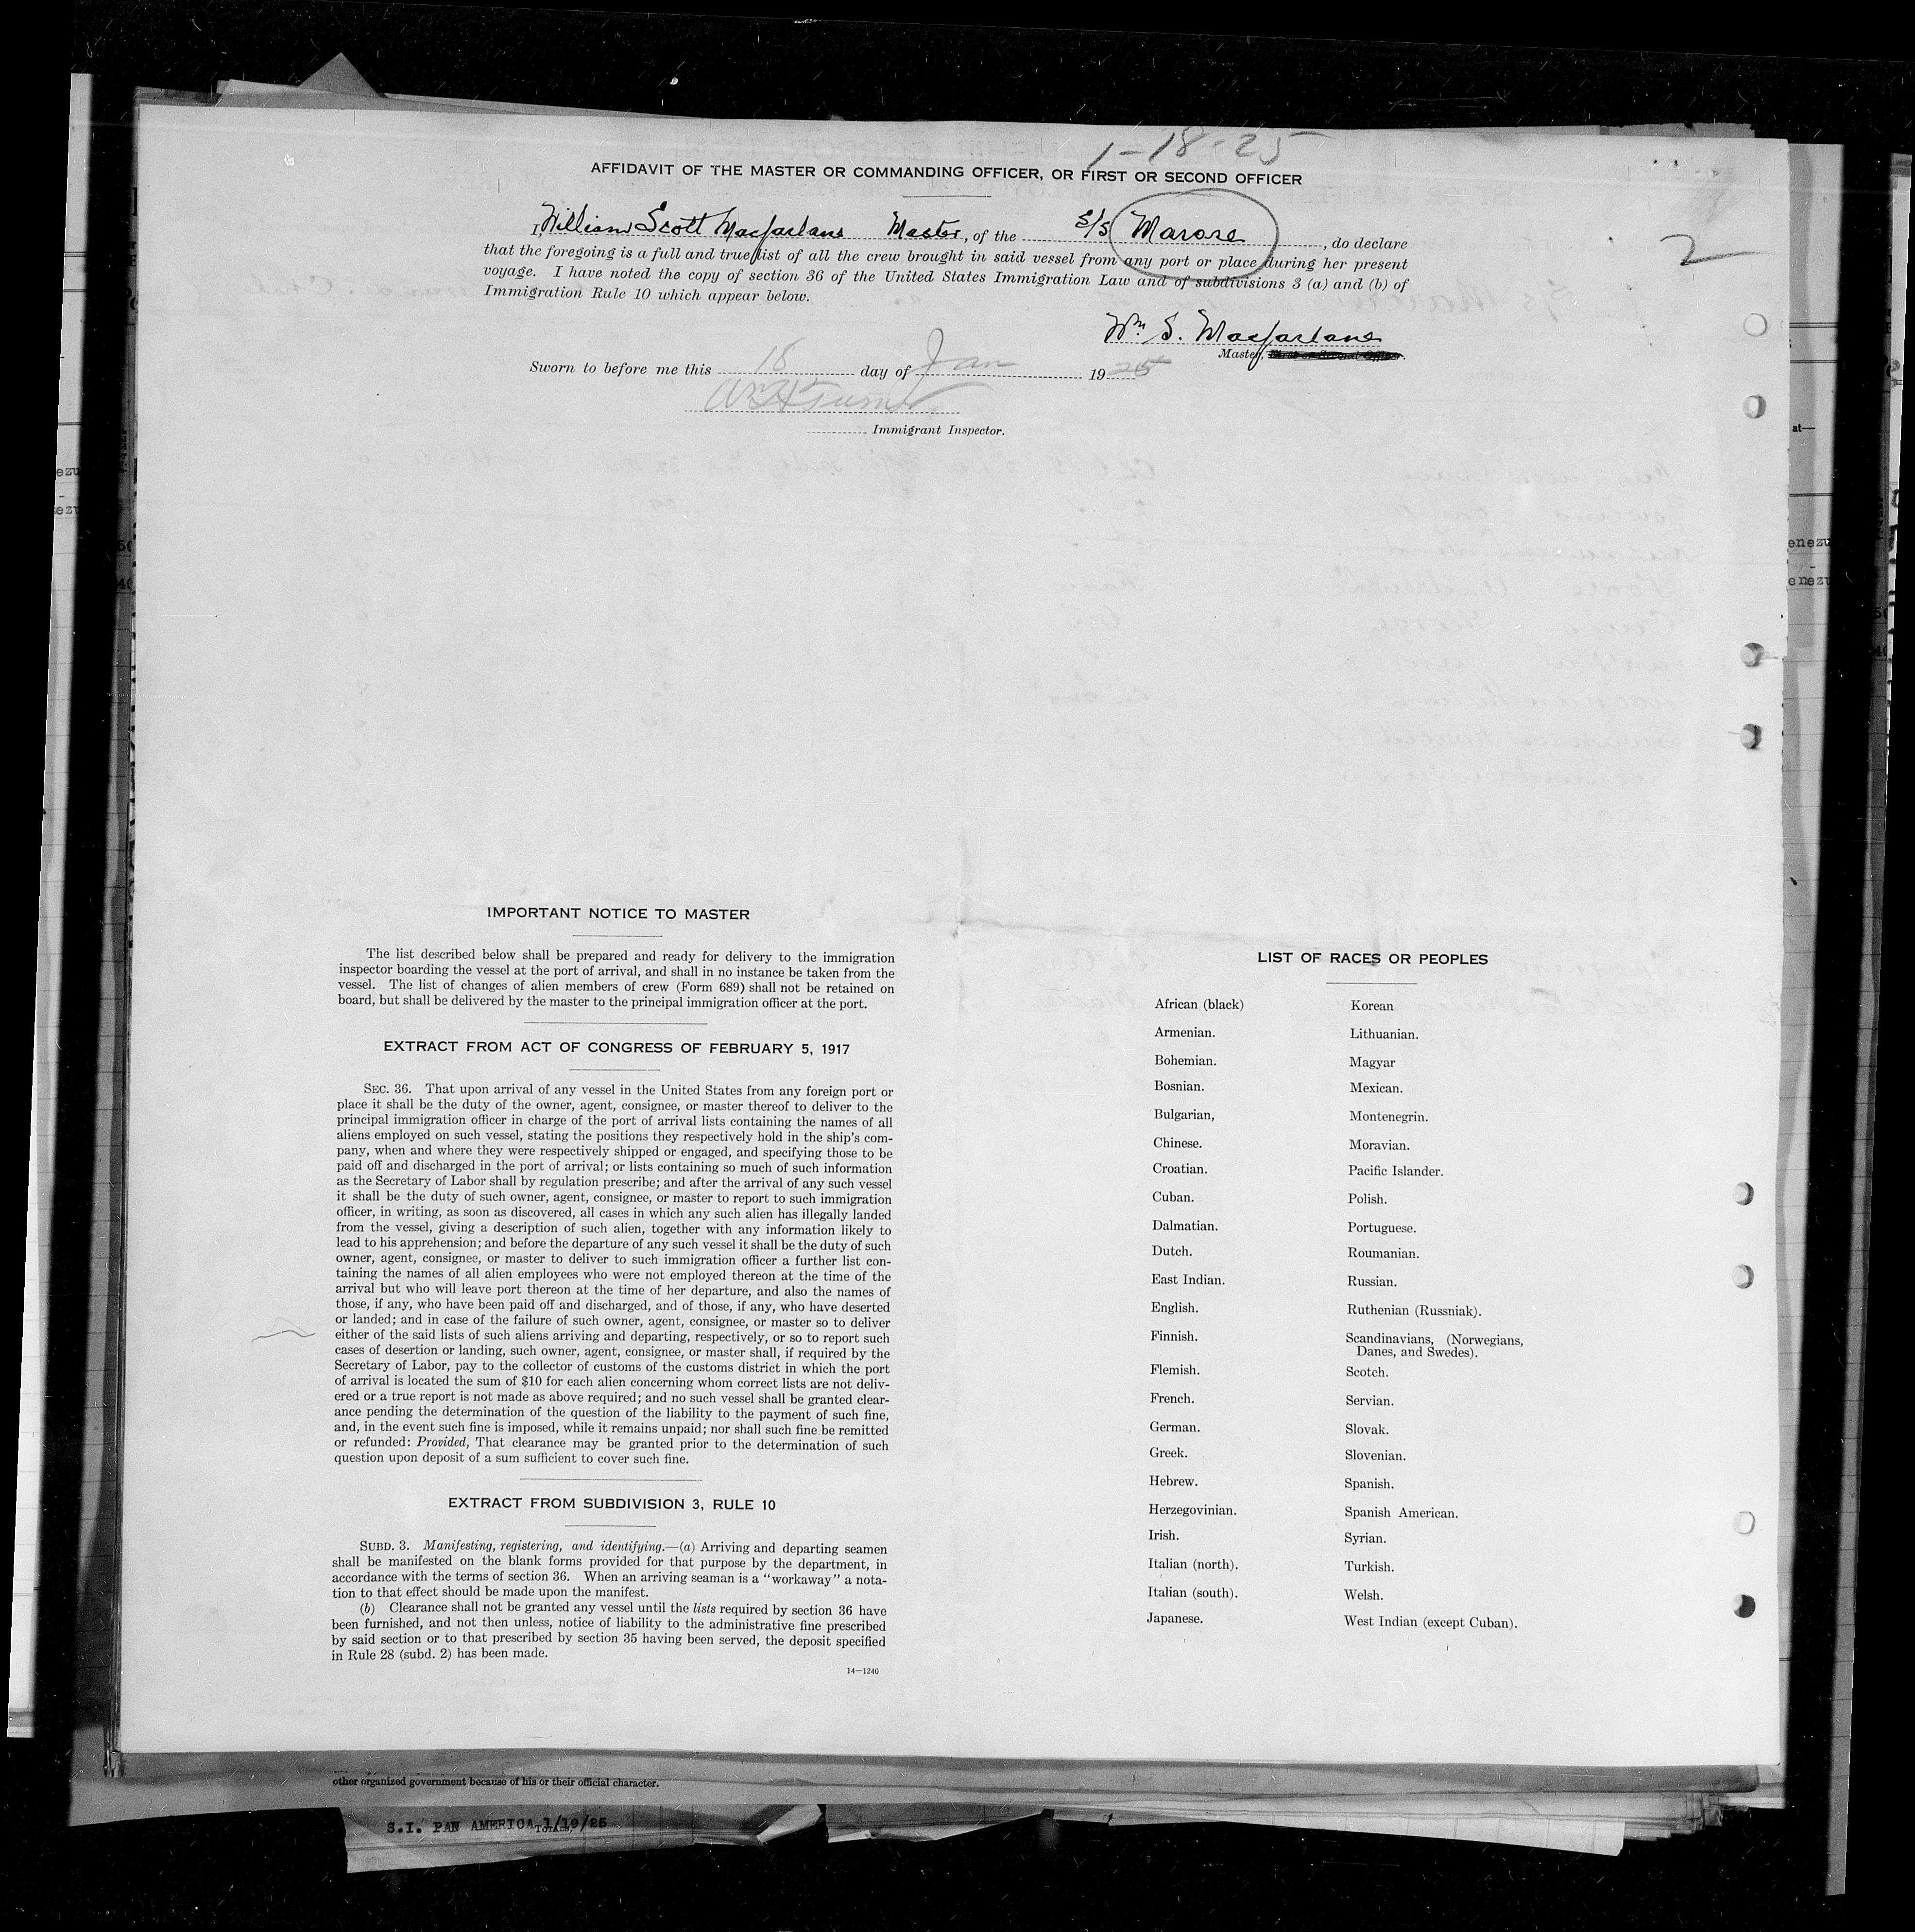 1-18-25
AFFIDAVIT OF THE MASTER OR COMMANDING OFFICER, OR FIRST OR SECOND OFFICER
I, William Scott Macfarlane Master, of the S/S Marore, do declare
that the foregoing is a full and true list of all the crew brought in said vessel from any port or place during her present
voyage. I have noted the copy of section 36 of the United States Immigration Law and of subdivisions 3 (a) and (b) of
Immigration Rule 10 which appear below.
2
Wm S. Macfarlane
Master, First or Second Officer.
Sworn to before me this 18 day of Jan 1925
Immigrant Inspector.
IMPORTANT NOTICE TO MASTER
The list described below shall be prepared and ready for delivery to the immigration
inspector boarding the vessel at the port of arrival, and shall in no instance be taken from the
vessel. The list of changes of alien members of crew (Form 689) shall not be retained on
board, but shall be delivered by the master to the principal immigration officer at the port.
EXTRACT FROM ACT OF CONGRESS OF FEBRUARY 5, 1917
SEC. 36. That upon arrival of any vessel in the United States from any foreign port or
place it shall be the duty of the owner, agent, consignee, or master thereof to deliver to the
principal immigration officer in charge of the port of arrival lists containing the names of all
aliens employed on such vessel, stating the positions they respectively hold in the ship's com-
pany, when and where they were respectively shipped or engaged, and specifying those to be
paid off and discharged in the port of arrival; or lists containing so much of such information
as the Secretary of Labor shall by regulation prescribe; and after the arrival of any such vessel
it shall be the duty of such owner, agent, consignee, or master to report to such immigration
officer, in writing, as soon as discovered, all cases in which any such alien has illegally landed
from the vessel, giving a description of such alien, together with any information likely to
lead to his apprehension; and before the departure of any such vessel it shall be the duty of such
owner, agent, consignee, or master to deliver to such immigration officer a further list con-
taining the names of all alien employees who were not employed thereon at the time of the
arrival but who will leave port thereon at the time of her departure, and also the names of
those, if any, who have been paid off and discharged, and of those, if any, who have deserted
or landed; and in case of the failure of such owner, agent, consignee, or master so to deliver
either of the said lists of such aliens arriving and departing, respectively, or so to report such
cases of desertion or landing, such owner, agent, consignee, or master shall, if required by the
Secretary of Labor, pay to the collector of customs of the customs district in which the port
of arrival is located the sum of $10 for each alien concerning whom correct lists are not deliv-
ered or a true report is not made as above required; and no such vessel shall be granted clear-
ance pending the determination of the question of the liability to the payment of such fine,
and, in the event such fine is imposed, while it remains unpaid; nor shall such fine be remitted
or refunded: Provided, That clearance may be granted prior to the determination of such
question upon deposit of a sum sufficient to cover such fine.
EXTRACT FROM SUBDIVISION 3, RULE 10
SUBD. 3. Manifesting, registering, and identifying.—(a) Arriving and departing seamen
shall be manifested on the blank forms provided for that purpose by the department, in
accordance with the terms of section 36. When an arriving seaman is a "workaway" a nota-
tion to that effect should be made upon the manifest.
(b) Clearance shall not be granted any vessel until the lists required by section 36 have
been furnished, and not then unless, notice of liability to the administrative fine prescribed
by said section or to that prescribed by section 35 having been served, the deposit specified
in Rule 28 (subd. 2) has been made.
14—1240
LIST OF RACES OR PEOPLES
African (black)
Armenian.
Bohemian.
Bosnian.
Bulgarian,
Chinese.
Croatian.
Cuban.
Dalmatian.
Dutch.
East Indian.
English.
Finnish.
Flemish.
French.
German.
Greek.
Hebrew.
Herzegovinian.
Irish.
Italian (north).
Italian (south).
Japanese.
Korean
Lithuanian.
Magyar
Mexican.
Montenegrin.
Moravian.
Pacific Islander.
Polish.
Portuguese.
Roumanian.
Russian.
Ruthenian (Russniak).
Scandinavians, (Norwegians,
Danes, and Swedes).
Scotch.
Servian.
Slovak.
Slovenian.
Spanish.
Spanish American.
Syrian.
Turkish.
Welsh.
West Indian (except Cuban).
other organized government because of his or their official character.
S.I. PAN AMERICA 1/19/25